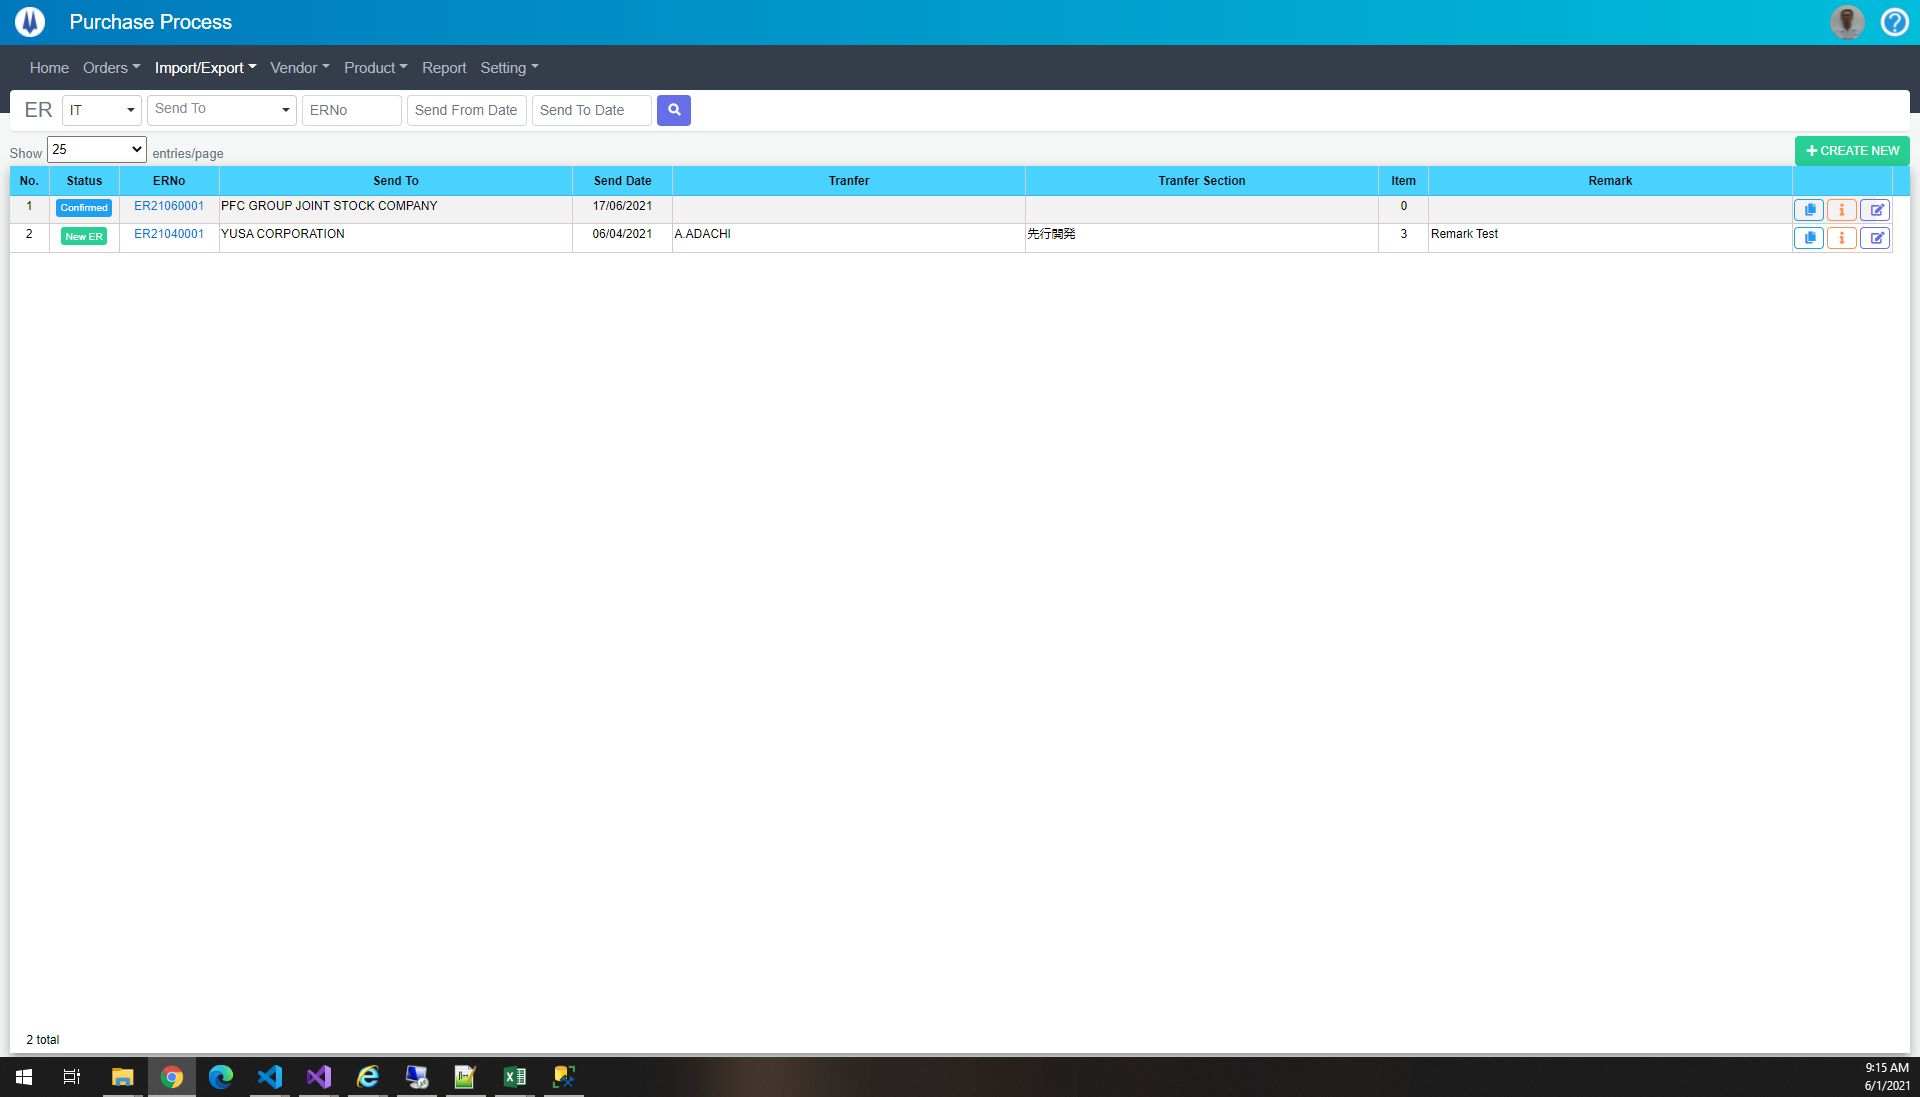 Purchase Process
Home Orders Import/Export Vendor Product Report Setting
ER IT Send To ERNo Send From Date Send To Date
Show 25 entries/page
CREATE NEW
No. Status ERNo Send To Send Date Tranfer Tranfer Section Item Remark
1 Confirmed ER21060001 PFC GROUP JOINT STOCK COMPANY 17/06/2021 0
2 New ER ER21040001 YUSA CORPORATION 06/04/2021 A.ADACHI 先行開発 3 Remark Test
2 total
9:15 AM
6/1/2021